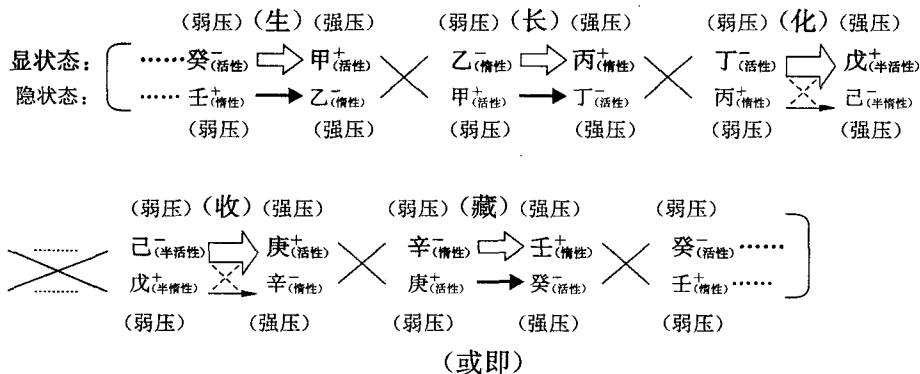 （弱压）（生）（强压） （弱压）（长）（强压） （弱压）（化）（强压）
显状态： ……癸⁻(活性) 甲⁺(活性) 乙⁻(惰性) 丙⁺(惰性) 丁⁻(活性) 戊⁺(半活性)
隐状态： ……壬⁺(惰性) 乙⁻(惰性) 甲⁺(活性) 丁⁻(活性) 丙⁺(惰性) 己⁻(半惰性)
（弱压） （强压） （弱压） （强压） （弱压） （强压）
（弱压）（收）（强压） （弱压）（藏）（强压） （弱压）
己⁻(半活性) 庚⁺(活性) 辛⁻(惰性) 壬⁺(惰性) 癸⁻(活性)……
戊⁺(半惰性) 辛⁻(惰性) 庚⁺(活性) 癸⁻(活性) 壬⁺(惰性)……
（弱压） （强压） （弱压） （强压） （弱压）
（或即）